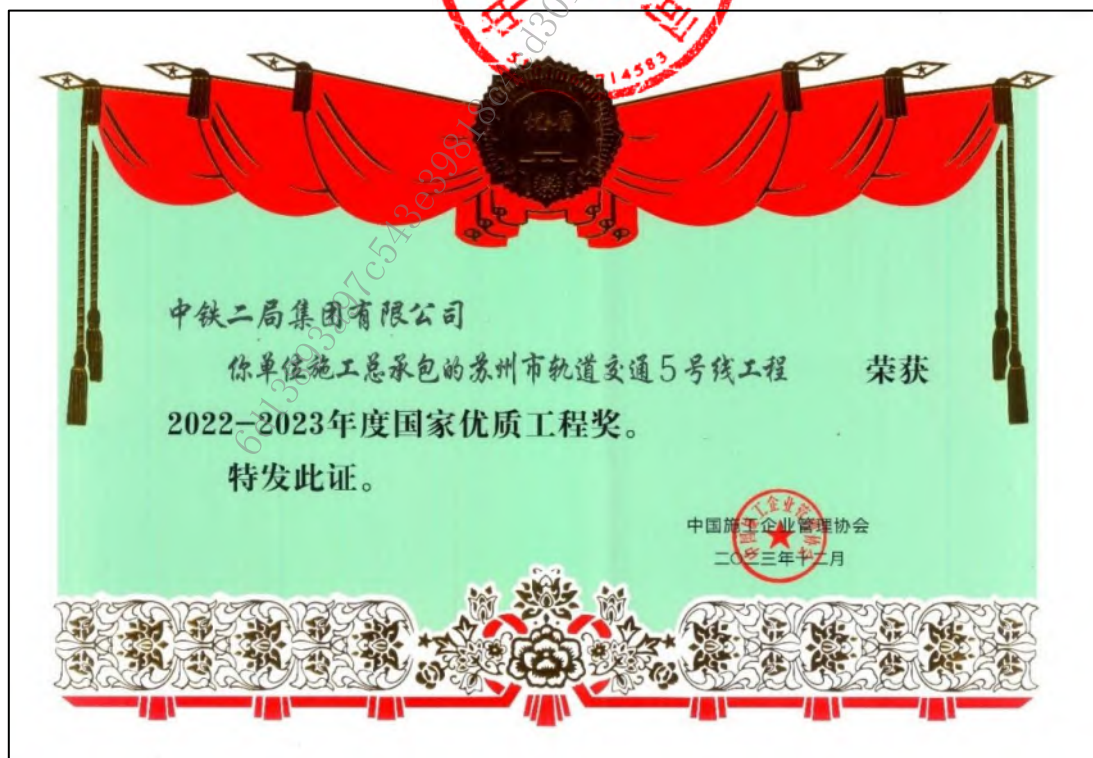 中铁二局集团有限公司
你单位施工总承包的苏州市轨道交通5号线工程 荣获
2022-2023年度国家优质工程奖。
特发此证。
中国施工企业管理协会
二〇二三年十二月